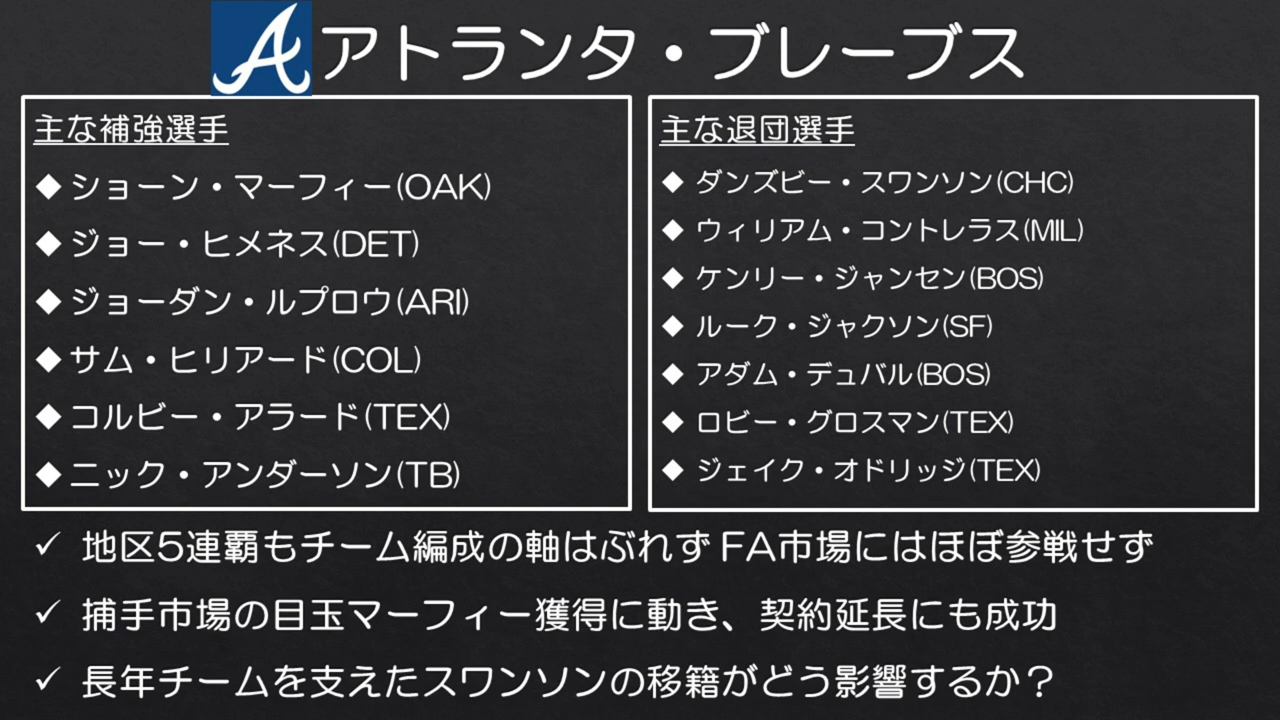 A アトランタ・ブレーブス
主な補強選手
◆ ショーン・マーフィー(OAK)
◆ ジョー・ヒメネス(DET)
◆ ジョーダン・ルプロウ(ARI)
◆ サム・ヒリアード(COL)
◆ コルビー・アラード(TEX)
◆ ニック・アンダーソン(TB)
主な退団選手
◆ ダンズビー・スワンソン(CHC)
◆ ウィリアム・コントレラス(MIL)
◆ ケンリー・ジャンセン(BOS)
◆ ルーク・ジャクソン(SF)
◆ アダム・デュバル(BOS)
◆ ロビー・グロスマン(TEX)
◆ ジェイク・オドリッジ(TEX)
✓ 地区5連覇もチーム編成の軸はぶれず FA市場にはほぼ参戦せず
✓ 捕手市場の目玉マーフィー獲得に動き、契約延長にも成功
✓ 長年チームを支えたスワンソンの移籍がどう影響するか？